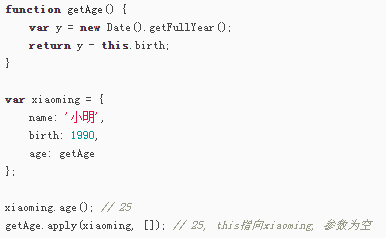 function getAge() {
    var y = new Date().getFullYear();
    return y - this.birth;
}

var xiaoming = {
    name: '小明',
    birth: 1990,
    age: getAge
};

xiaoming.age(); // 25
getAge.apply(xiaoming, []); // 25, this指向xiaoming, 参数为空